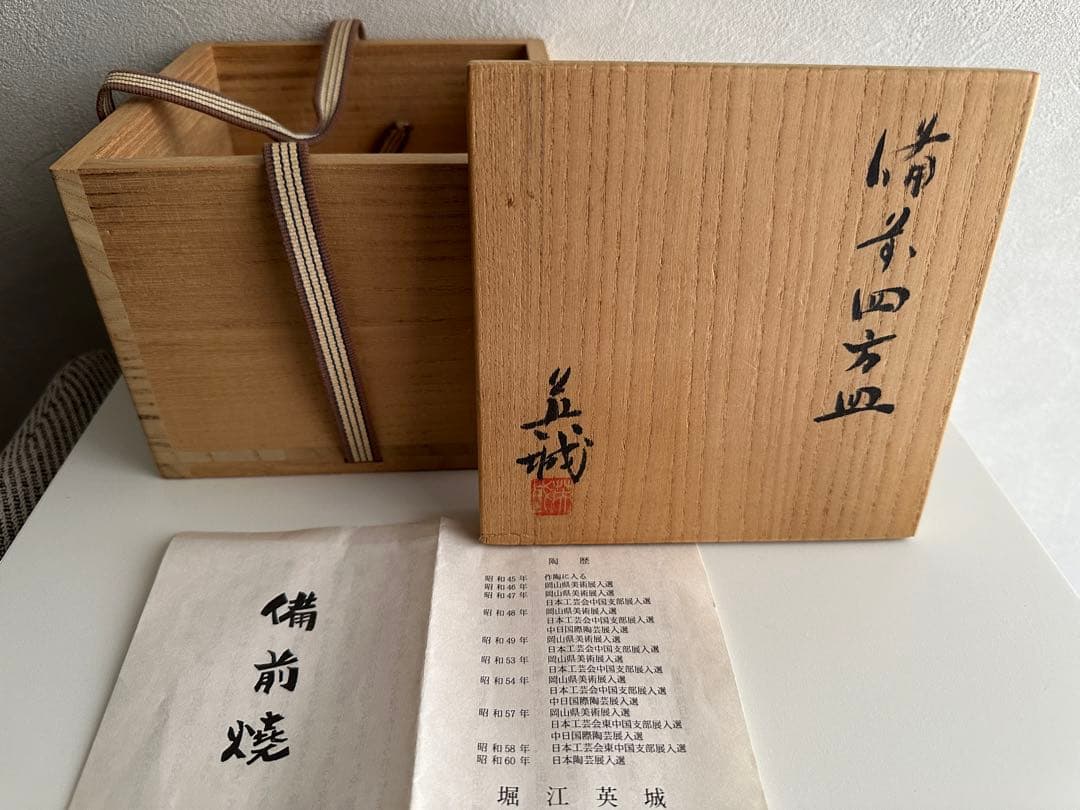 備前四方皿
英城
英城
備前焼
陶歴
昭和45年 作陶に入る
昭和46年 岡山県美術展入選
昭和47年 岡山県美術展入選
日本工芸会中国支部展入選
昭和48年 岡山県美術展入選
日本工芸会中国支部展入選
中日国際陶芸展入選
昭和49年 岡山県美術展入選
日本工芸会中国支部展入選
昭和53年 岡山県美術展入選
日本工芸会中国支部展入選
昭和54年 岡山県美術展入選
日本工芸会中国支部展入選
中日国際陶芸展入選
昭和57年 岡山県美術展入選
日本工芸会東中国支部展入選
中日国際陶芸展入選
昭和58年 日本工芸会東中国支部展入選
昭和60年 日本陶芸展入選
堀江英城